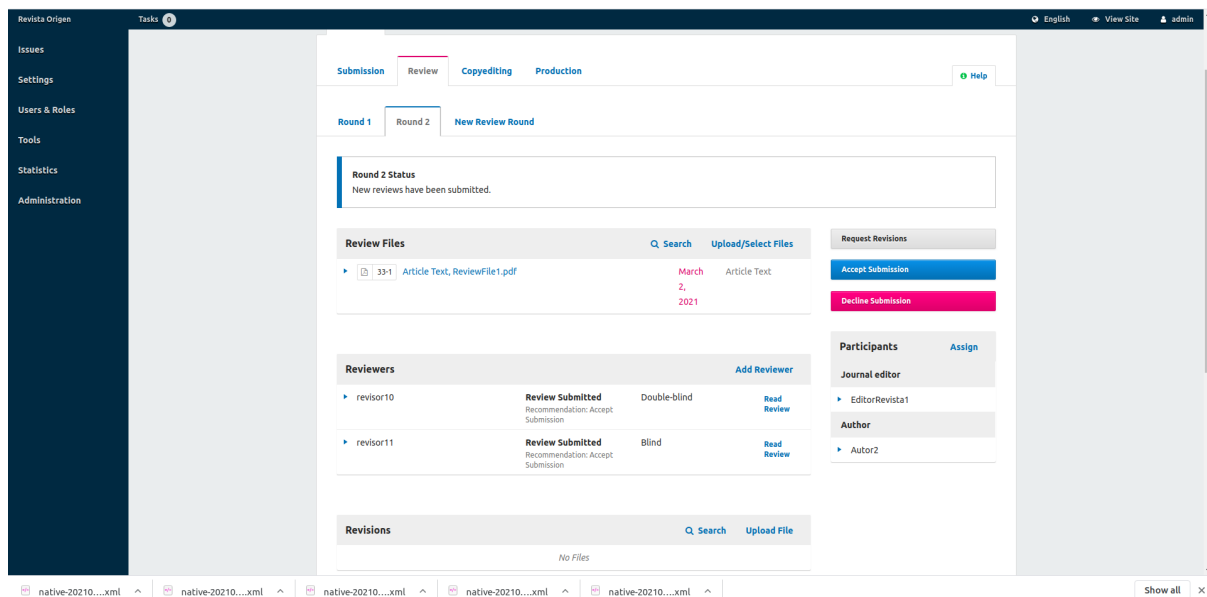 Revista Origen Tasks 0 English View Site admin
Issues
Settings
Users & Roles
Tools
Statistics
Administration
Submission Review Copyediting Production
Help
Round 1 Round 2 New Review Round
Round 2 Status
New reviews have been submitted.
Review Files Search Upload/Select Files
33-1 Article Text, ReviewFile1.pdf March Article Text
2,
2021
Reviewers Add Reviewer
revisor10 Review Submitted Double-blind Read
Recommendation: Accept Review
Submission
revisor11 Review Submitted Blind Read
Recommendation: Accept Review
Submission
Revisions Search Upload File
No Files
Request Revisions
Accept Submission
Decline Submission
Participants Assign
Journal editor
EditorRevista1
Author
Autor2
native-20210....xml native-20210....xml native-20210....xml native-20210....xml native-20210....xml Show all